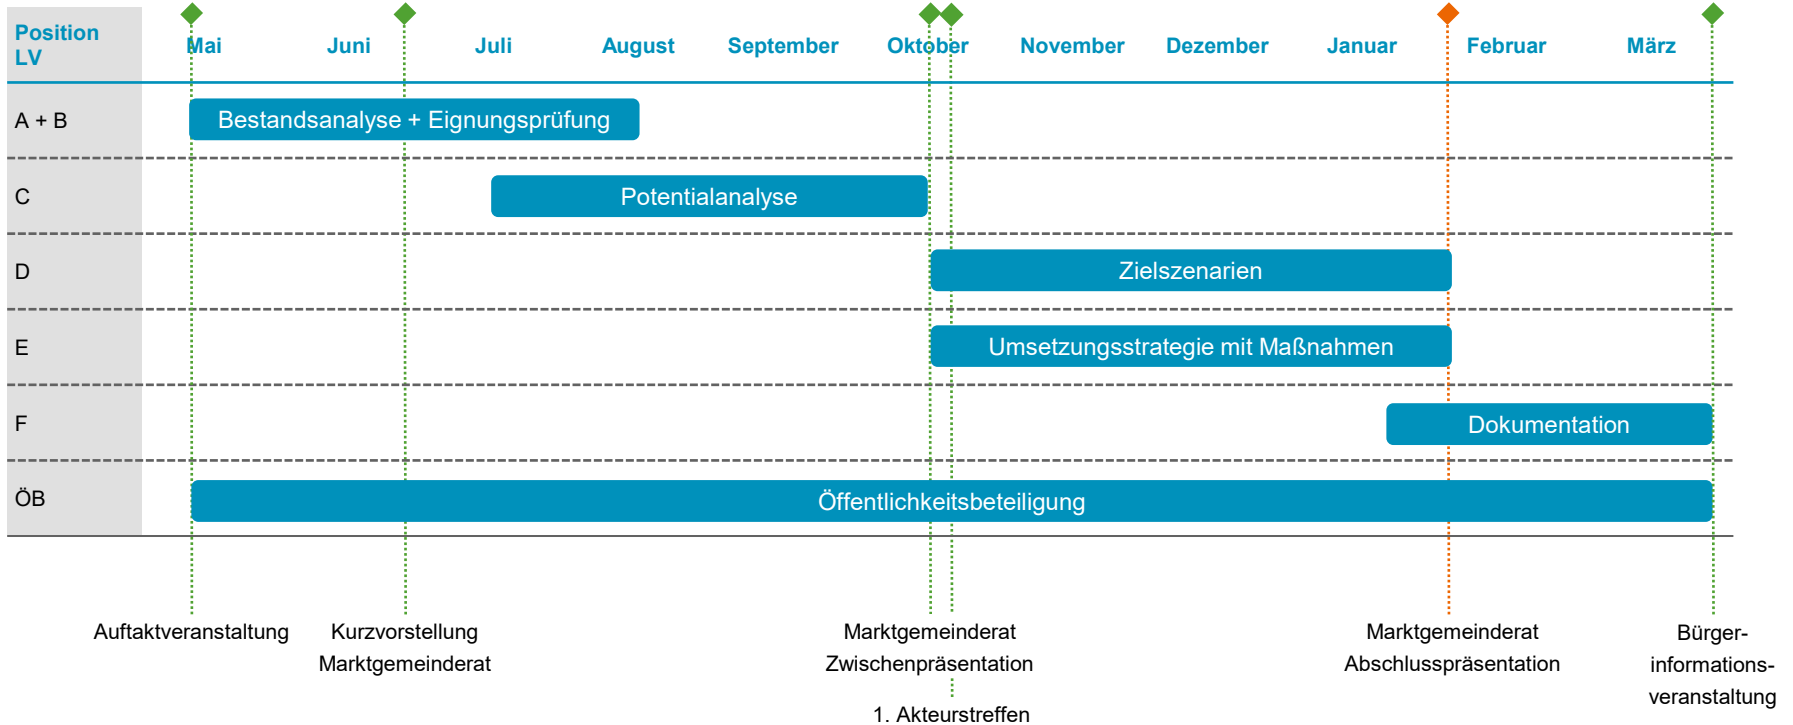 Position
LV
Mai Juni Juli August September Oktober November Dezember Januar Februar März
A + B
Bestandsanalyse + Eignungsprüfung
C
Potentialanalyse
D
Zielszenarien
E
Umsetzungsstrategie mit Maßnahmen
F
Dokumentation
ÖB
Öffentlichkeitsbeteiligung
Auftaktveranstaltung
Kurzvorstellung
Marktgemeinderat
Marktgemeinderat
Zwischenpräsentation
1. Akteurstreffen
Marktgemeinderat
Abschlusspräsentation
Bürger-
informations-
veranstaltung